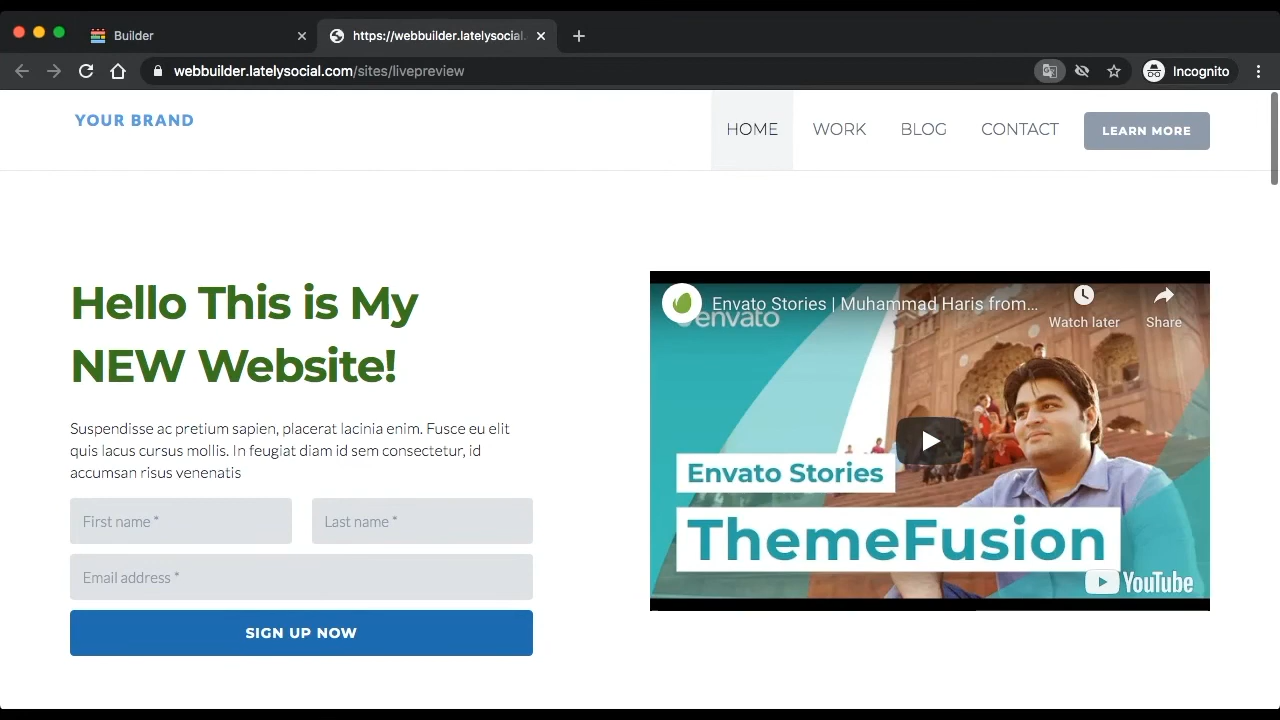 Builder
https://webbuilder.latelysocial.
webbuilder.latelysocial.com/sites/livepreview
Incognito
YOUR BRAND
HOME
WORK
BLOG
CONTACT
LEARN MORE
Hello This is My
NEW Website!
Suspendisse ac pretium sapien, placerat lacinia enim. Fusce eu elit
quis lacus cursus mollis. In feugiat diam id sem consectetur, id
accumsan risus venenatis
First name *
Last name *
Email address *
SIGN UP NOW
Envato Stories | Muhammad Haris from...
Watch later
Share
envato
Envato Stories
ThemeFusion
YouTube